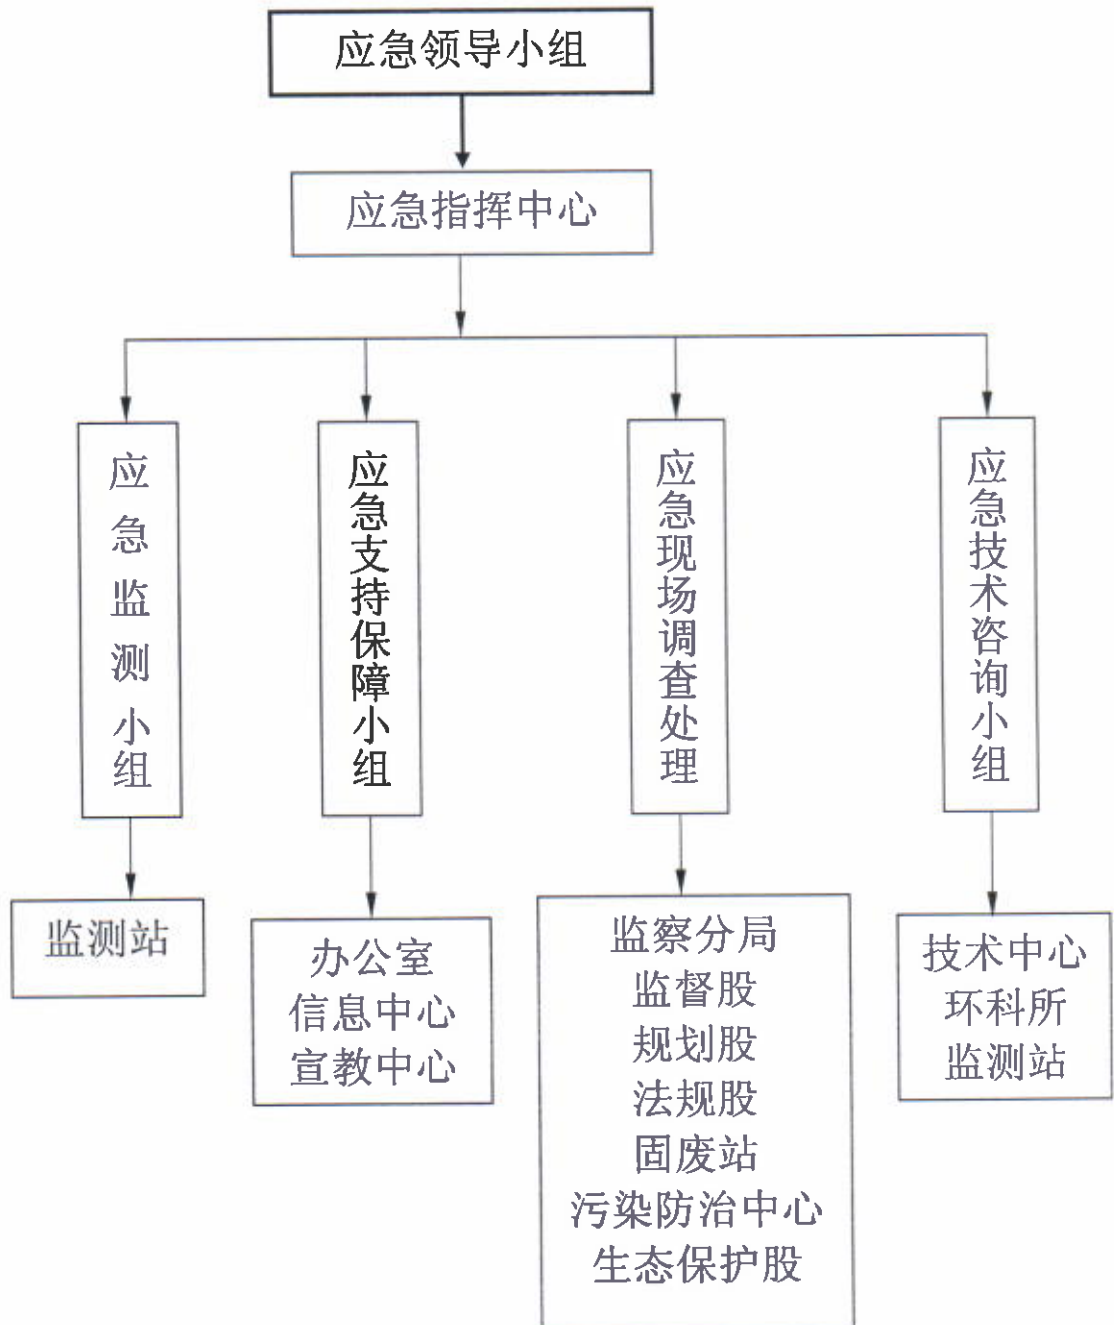 应急领导小组
应急指挥中心
应急监测小组
应急支持保障小组
应急现场调查处理
应急技术咨询小组
监测站
办公室
信息中心
宣教中心
监察分局
监督股
规划股
法规股
固废站
污染防治中心
生态保护股
技术中心
环科所
监测站